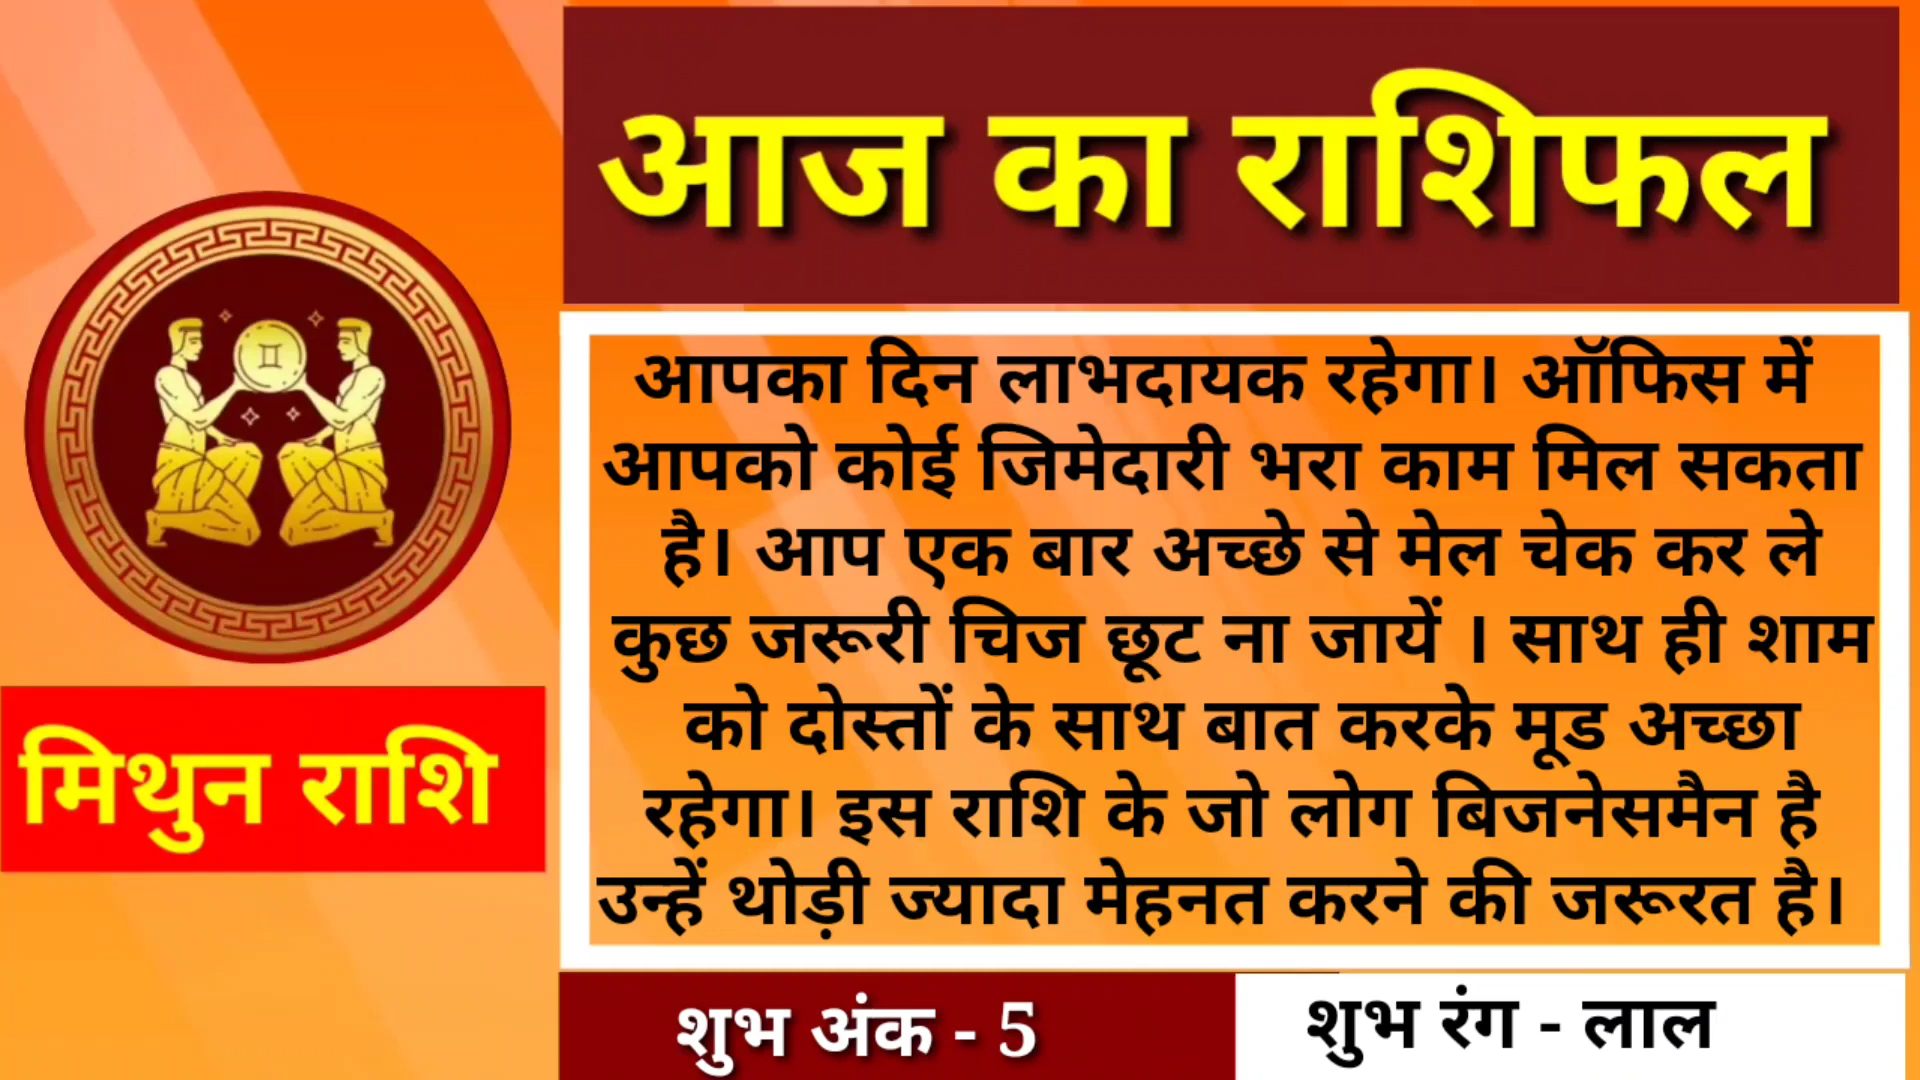 आज का राशिफल
आपका दिन लाभदायक रहेगा। ऑफिस में
आपको कोई जिमेदारी भरा काम मिल सकता
है। आप एक बार अच्छे से मेल चेक कर ले
कुछ जरूरी चिज छूट ना जायें । साथ ही शाम
को दोस्तों के साथ बात करके मूड अच्छा
रहेगा। इस राशि के जो लोग बिजनेसमैन है
उन्हें थोड़ी ज्यादा मेहनत करने की जरूरत है।
मिथुन राशि
शुभ अंक - 5
शुभ रंग - लाल